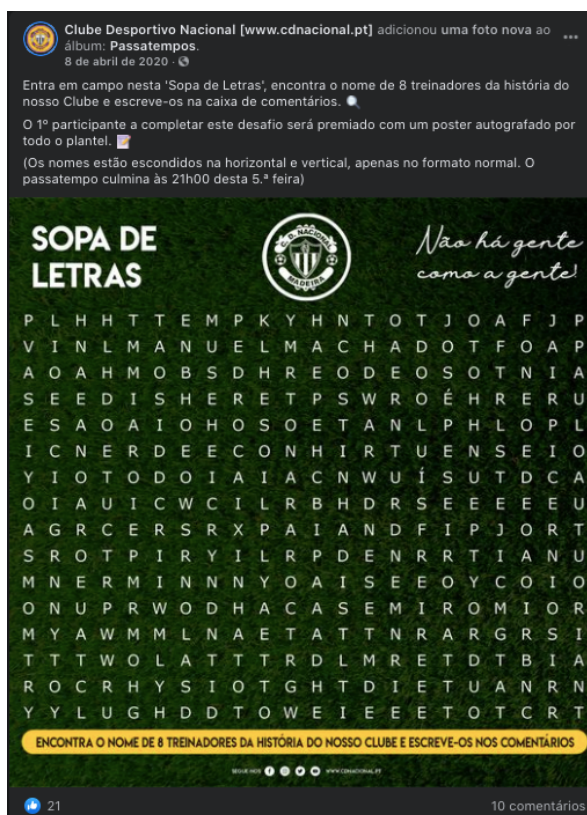 Clube Desportivo Nacional [www.cdnacional.pt] adicionou uma foto nova ao
álbum: Passatempos.
8 de abril de 2020 ·
Entra em campo nesta 'Sopa de Letras', encontra o nome de 8 treinadores da história do
nosso Clube e escreve-os na caixa de comentários.
O 1º participante a completar este desafio será premiado com um poster autografado por
todo o plantel.
(Os nomes estão escondidos na horizontal e vertical, apenas no formato normal. O
passatempo culmina às 21h00 desta 5.ª feira)
SOPA DE
LETRAS
C. D. NACIONAL
MADEIRA
Não há gente
como a gente!
P L H H T T E M P K Y H N T O T J O A F J P
V I N L M A N U E L M A C H A D O T F O A P
A O A H M O B S D H R E O D E O S O T N I A
S E E D I S H E R E T P S W R O É H R E R U
E S A O A I O H O S O E T A N L P H L O P L
I C N E R D E E C O N H I R T U E N S E I O
Y I O T O D O I A I A C N W U Í S U T D C A
O I A U I C W C I L R B H D R S E E E E E U
A G R C E R S R X P A I A N D F I P J O R T
S R O T P I R Y I L R P D E N R R T I A N U
M N E R M I N N N Y O A I S E E O Y C O I O
O N U P R W O D H A C A S E M I R O M I O R
M Y A W M M L N A E T A T T N R A R G R S I
T T T W O L A T T T R D L M R E T D T B I A
R O C R H Y S I O T G H T D I E T U A N R N
Y Y L U G H D D T O W E I E E E T O T C R T
ENCONTRA O NOME DE 8 TREINADORES DA HISTÓRIA DO NOSSO CLUBE E ESCREVE-OS NOS COMENTÁRIOS
SEGUE-NOS WWW.CDNACIONAL.PT
21 10 comentários